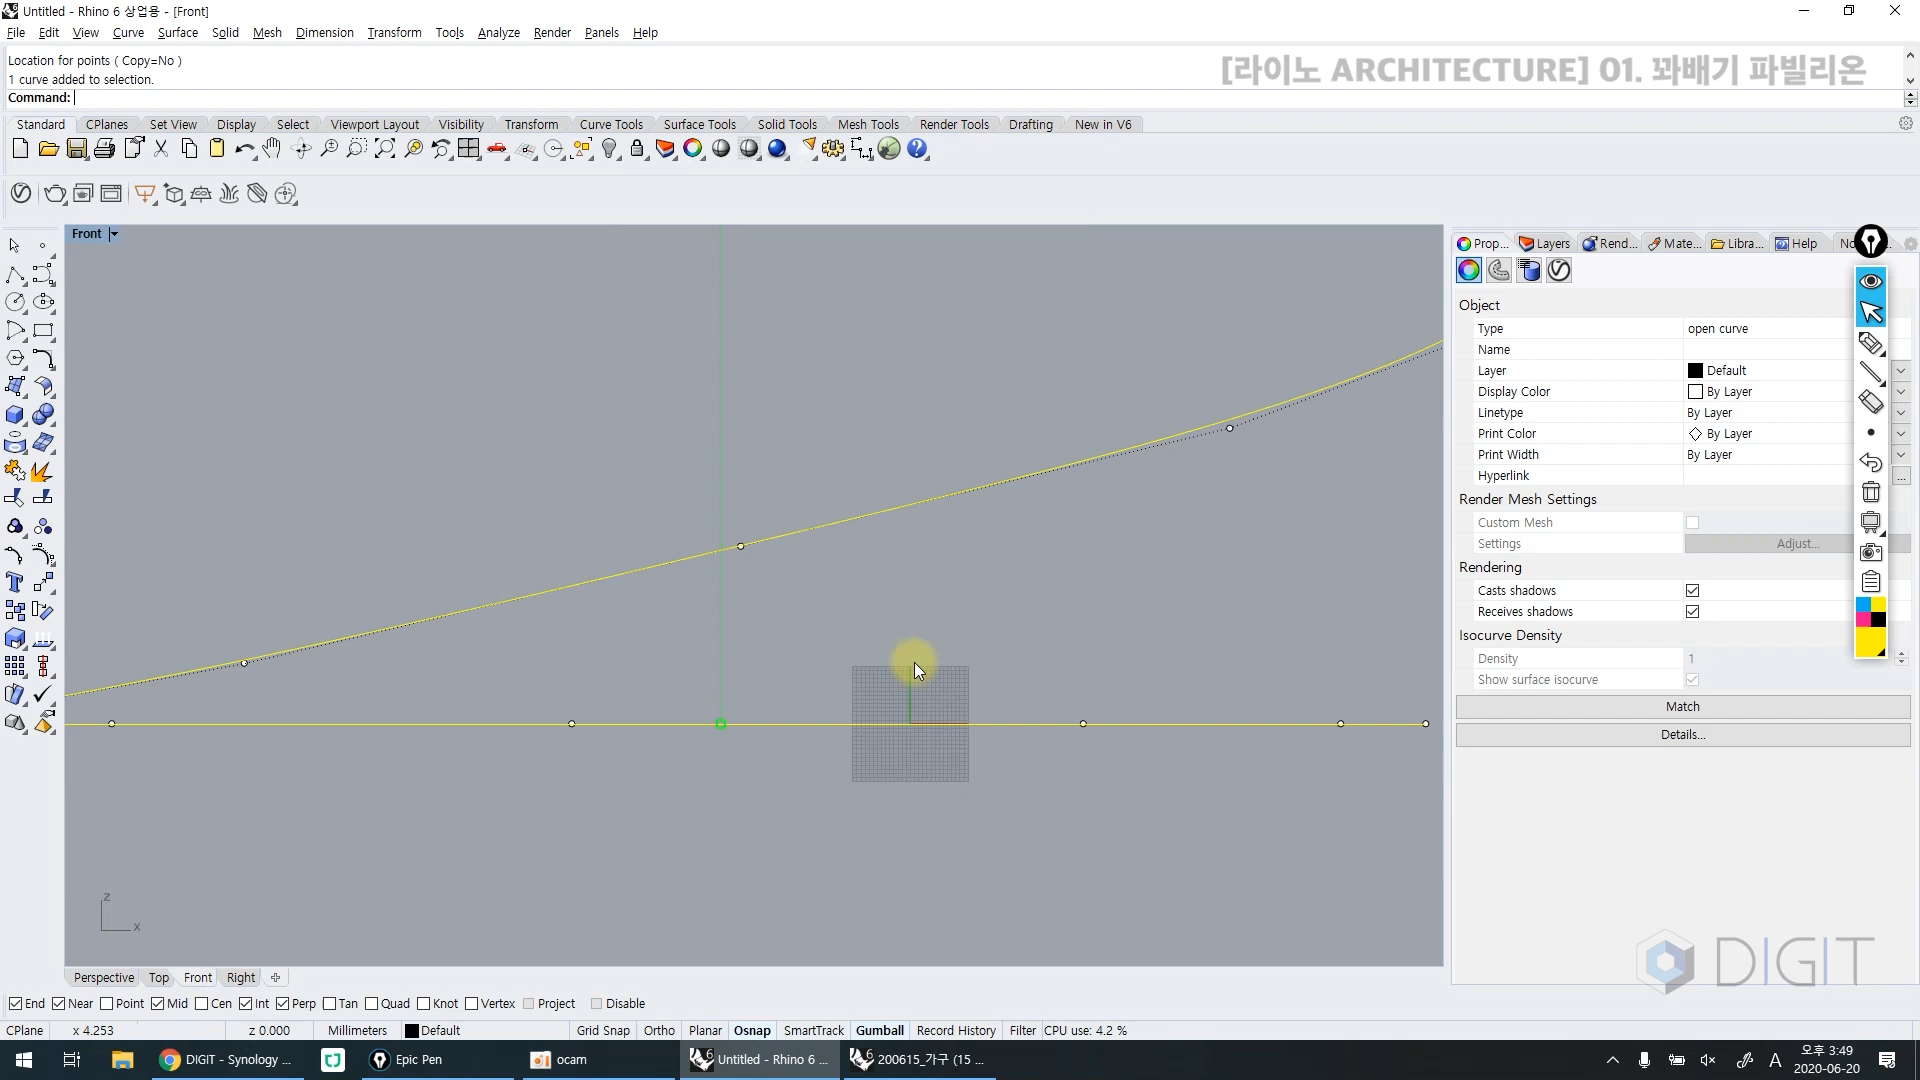 Untitled - Rhino 6 상업용 - [Front]
File Edit View Curve Surface Solid Mesh Dimension Transform Tools Analyze Render Panels Help
Location for points ( Copy=No )
1 curve added to selection.
Command:
[라이노 ARCHITECTURE] 01. 꽈배기 파빌리온
Standard CPlanes Set View Display Select Viewport Layout Visibility Transform Curve Tools Surface Tools Solid Tools Mesh Tools Render Tools Drafting New in V6
Front
Prop... Layers Rend... Mate... Libra... Help No
Object
Type open curve
Name
Layer Default
Display Color By Layer
Linetype By Layer
Print Color By Layer
Print Width By Layer
Hyperlink ...
Render Mesh Settings
Custom Mesh
Settings Adjust...
Rendering
Casts shadows
Receives shadows
Isocurve Density
Density 1
Show surface isocurve
Match
Details...
z
x
DIGIT
Perspective Top Front Right
End Near Point Mid Cen Int Perp Tan Quad Knot Vertex Project Disable
CPlane x 4.253 z 0.000 Millimeters Default Grid Snap Ortho Planar Osnap SmartTrack Gumball Record History Filter CPU use: 4.2 %
DIGIT - Synology ... Epic Pen ocam Untitled - Rhino 6 ... 200615_가구 (15 ... A 오후 3:49
2020-06-20